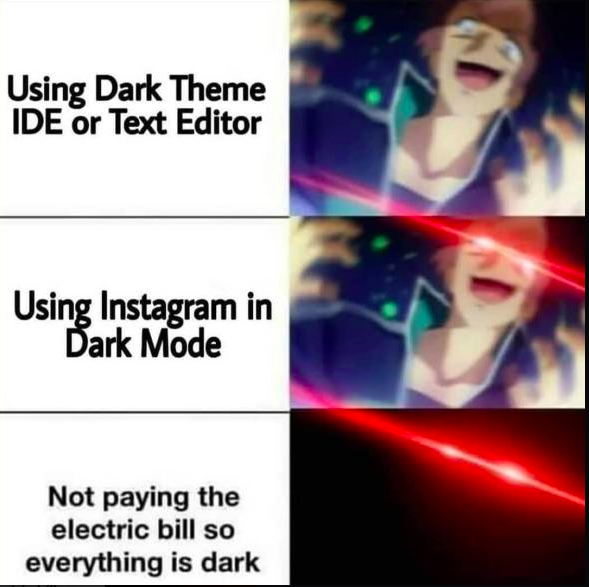 Using Dark Theme
IDE or Text Editor
Using Instagram in
Dark Mode
Not paying the
electric bill so
everything is dark